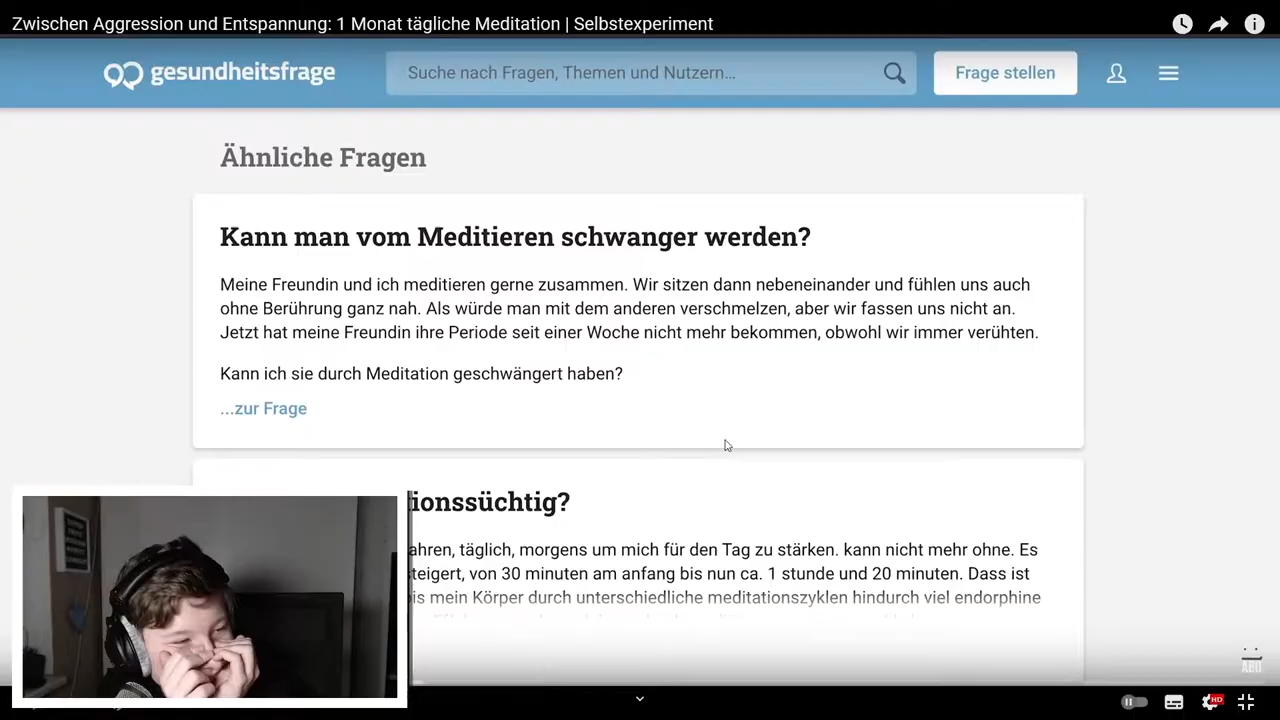 Zwischen Aggression und Entspannung: 1 Monat tägliche Meditation | Selbstexperiment
gesundheitsfrage
Suche nach Fragen, Themen und Nutzern...
Frage stellen
Ähnliche Fragen
Kann man vom Meditieren schwanger werden?
Meine Freundin und ich meditieren gerne zusammen. Wir sitzen dann nebeneinander und fühlen uns auch
ohne Berührung ganz nah. Als würde man mit dem anderen verschmelzen, aber wir fassen uns nicht an.
Jetzt hat meine Freundin ihre Periode seit einer Woche nicht mehr bekommen, obwohl wir immer verühten.
Kann ich sie durch Meditation geschwängert haben?
...zur Frage
tionssüchtig?
ahren, täglich, morgens um mich für den Tag zu stärken. kann nicht mehr ohne. Es
steigert, von 30 minuten am anfang bis nun ca. 1 stunde und 20 minuten. Dass ist
is mein Körper durch unterschiedliche meditationszyklen hindurch viel endorphine
ABO
HD